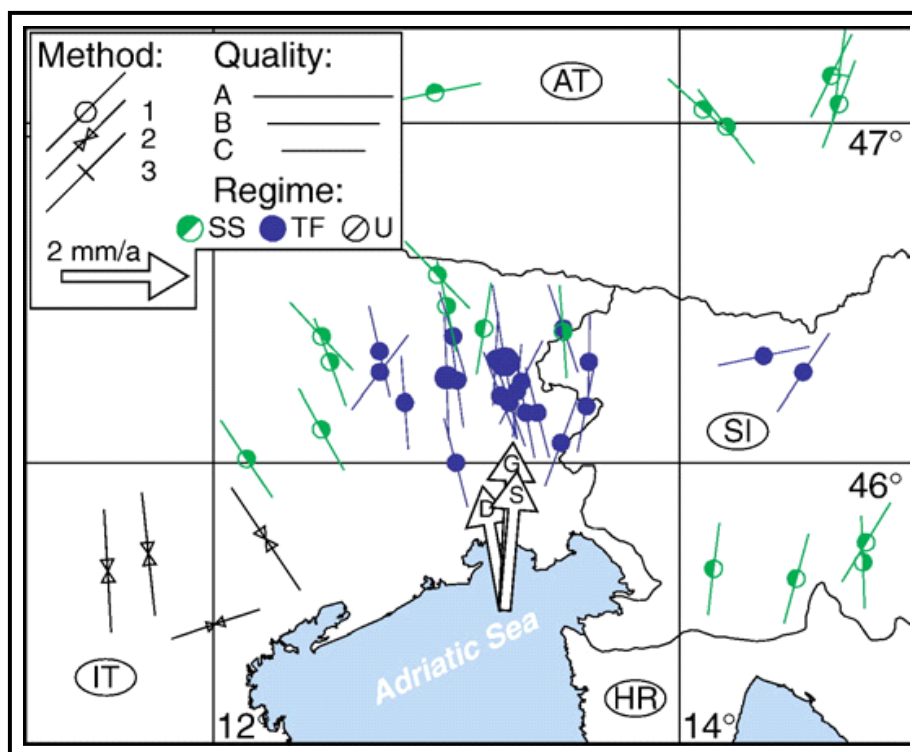 Method:
1
2
3
Quality:
A
B
C
Regime:
SS TF U
2 mm/a
AT
47°
SI
46°
G
S
D
Adriatic Sea
IT
12°
HR
14°